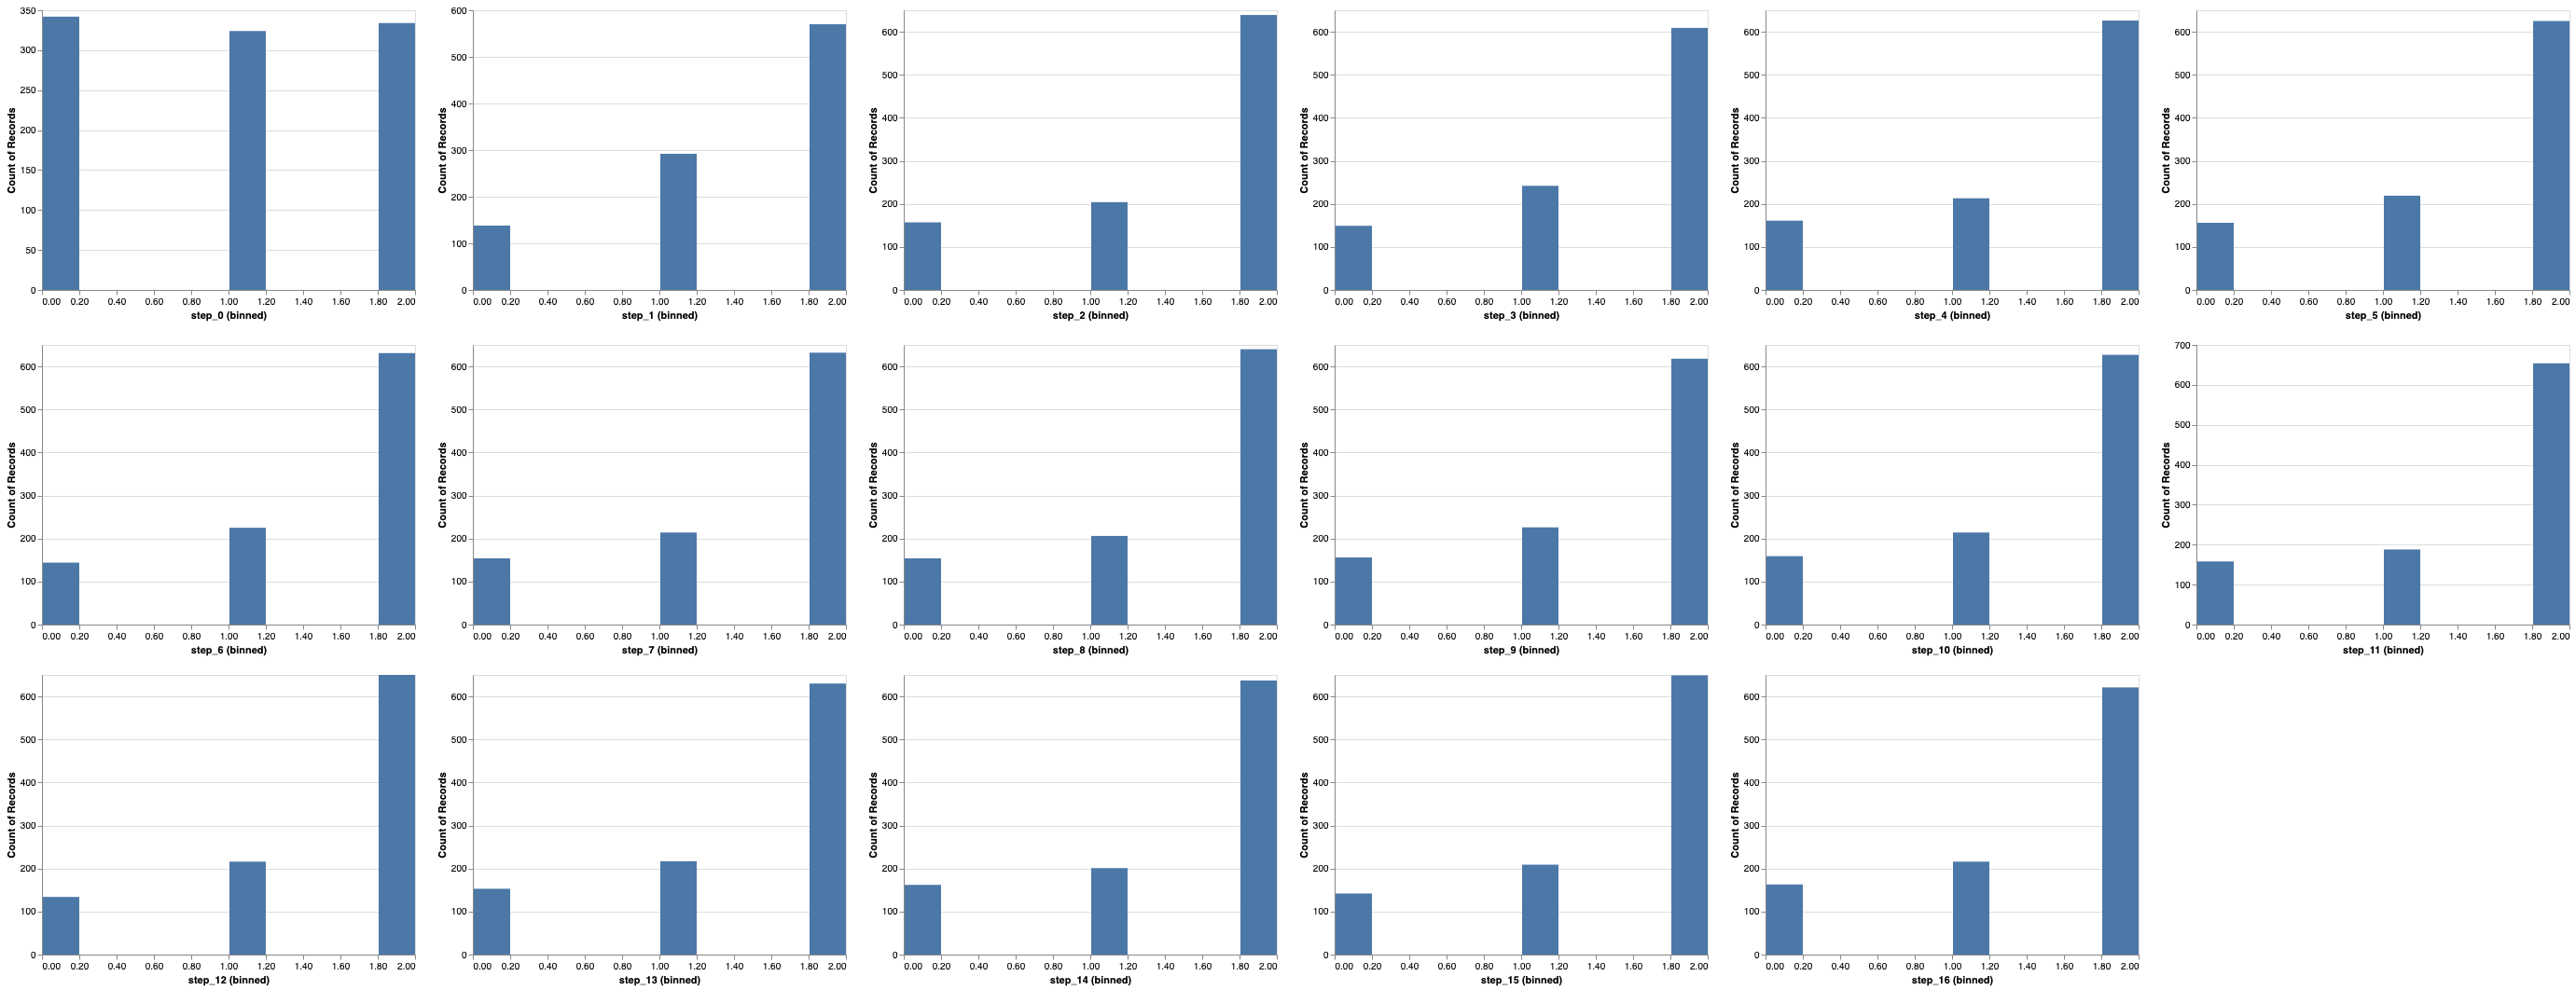 350
300
250
200
150
100
50
0
Count of Records
0.00 0.20 0.40 0.60 0.80 1.00 1.20 1.40 1.60 1.80 2.00
step_0 (binned)
600
500
400
300
200
100
0
Count of Records
0.00 0.20 0.40 0.60 0.80 1.00 1.20 1.40 1.60 1.80 2.00
step_1 (binned)
600
500
400
300
200
100
0
Count of Records
0.00 0.20 0.40 0.60 0.80 1.00 1.20 1.40 1.60 1.80 2.00
step_2 (binned)
600
500
400
300
200
100
0
Count of Records
0.00 0.20 0.40 0.60 0.80 1.00 1.20 1.40 1.60 1.80 2.00
step_3 (binned)
600
500
400
300
200
100
0
Count of Records
0.00 0.20 0.40 0.60 0.80 1.00 1.20 1.40 1.60 1.80 2.00
step_4 (binned)
600
500
400
300
200
100
0
Count of Records
0.00 0.20 0.40 0.60 0.80 1.00 1.20 1.40 1.60 1.80 2.00
step_5 (binned)
600
500
400
300
200
100
0
Count of Records
0.00 0.20 0.40 0.60 0.80 1.00 1.20 1.40 1.60 1.80 2.00
step_6 (binned)
600
500
400
300
200
100
0
Count of Records
0.00 0.20 0.40 0.60 0.80 1.00 1.20 1.40 1.60 1.80 2.00
step_7 (binned)
600
500
400
300
200
100
0
Count of Records
0.00 0.20 0.40 0.60 0.80 1.00 1.20 1.40 1.60 1.80 2.00
step_8 (binned)
600
500
400
300
200
100
0
Count of Records
0.00 0.20 0.40 0.60 0.80 1.00 1.20 1.40 1.60 1.80 2.00
step_9 (binned)
600
500
400
300
200
100
0
Count of Records
0.00 0.20 0.40 0.60 0.80 1.00 1.20 1.40 1.60 1.80 2.00
step_10 (binned)
700
600
500
400
300
200
100
0
Count of Records
0.00 0.20 0.40 0.60 0.80 1.00 1.20 1.40 1.60 1.80 2.00
step_11 (binned)
600
500
400
300
200
100
0
Count of Records
0.00 0.20 0.40 0.60 0.80 1.00 1.20 1.40 1.60 1.80 2.00
step_12 (binned)
600
500
400
300
200
100
0
Count of Records
0.00 0.20 0.40 0.60 0.80 1.00 1.20 1.40 1.60 1.80 2.00
step_13 (binned)
600
500
400
300
200
100
0
Count of Records
0.00 0.20 0.40 0.60 0.80 1.00 1.20 1.40 1.60 1.80 2.00
step_14 (binned)
600
500
400
300
200
100
0
Count of Records
0.00 0.20 0.40 0.60 0.80 1.00 1.20 1.40 1.60 1.80 2.00
step_15 (binned)
600
500
400
300
200
100
0
Count of Records
0.00 0.20 0.40 0.60 0.80 1.00 1.20 1.40 1.60 1.80 2.00
step_16 (binned)